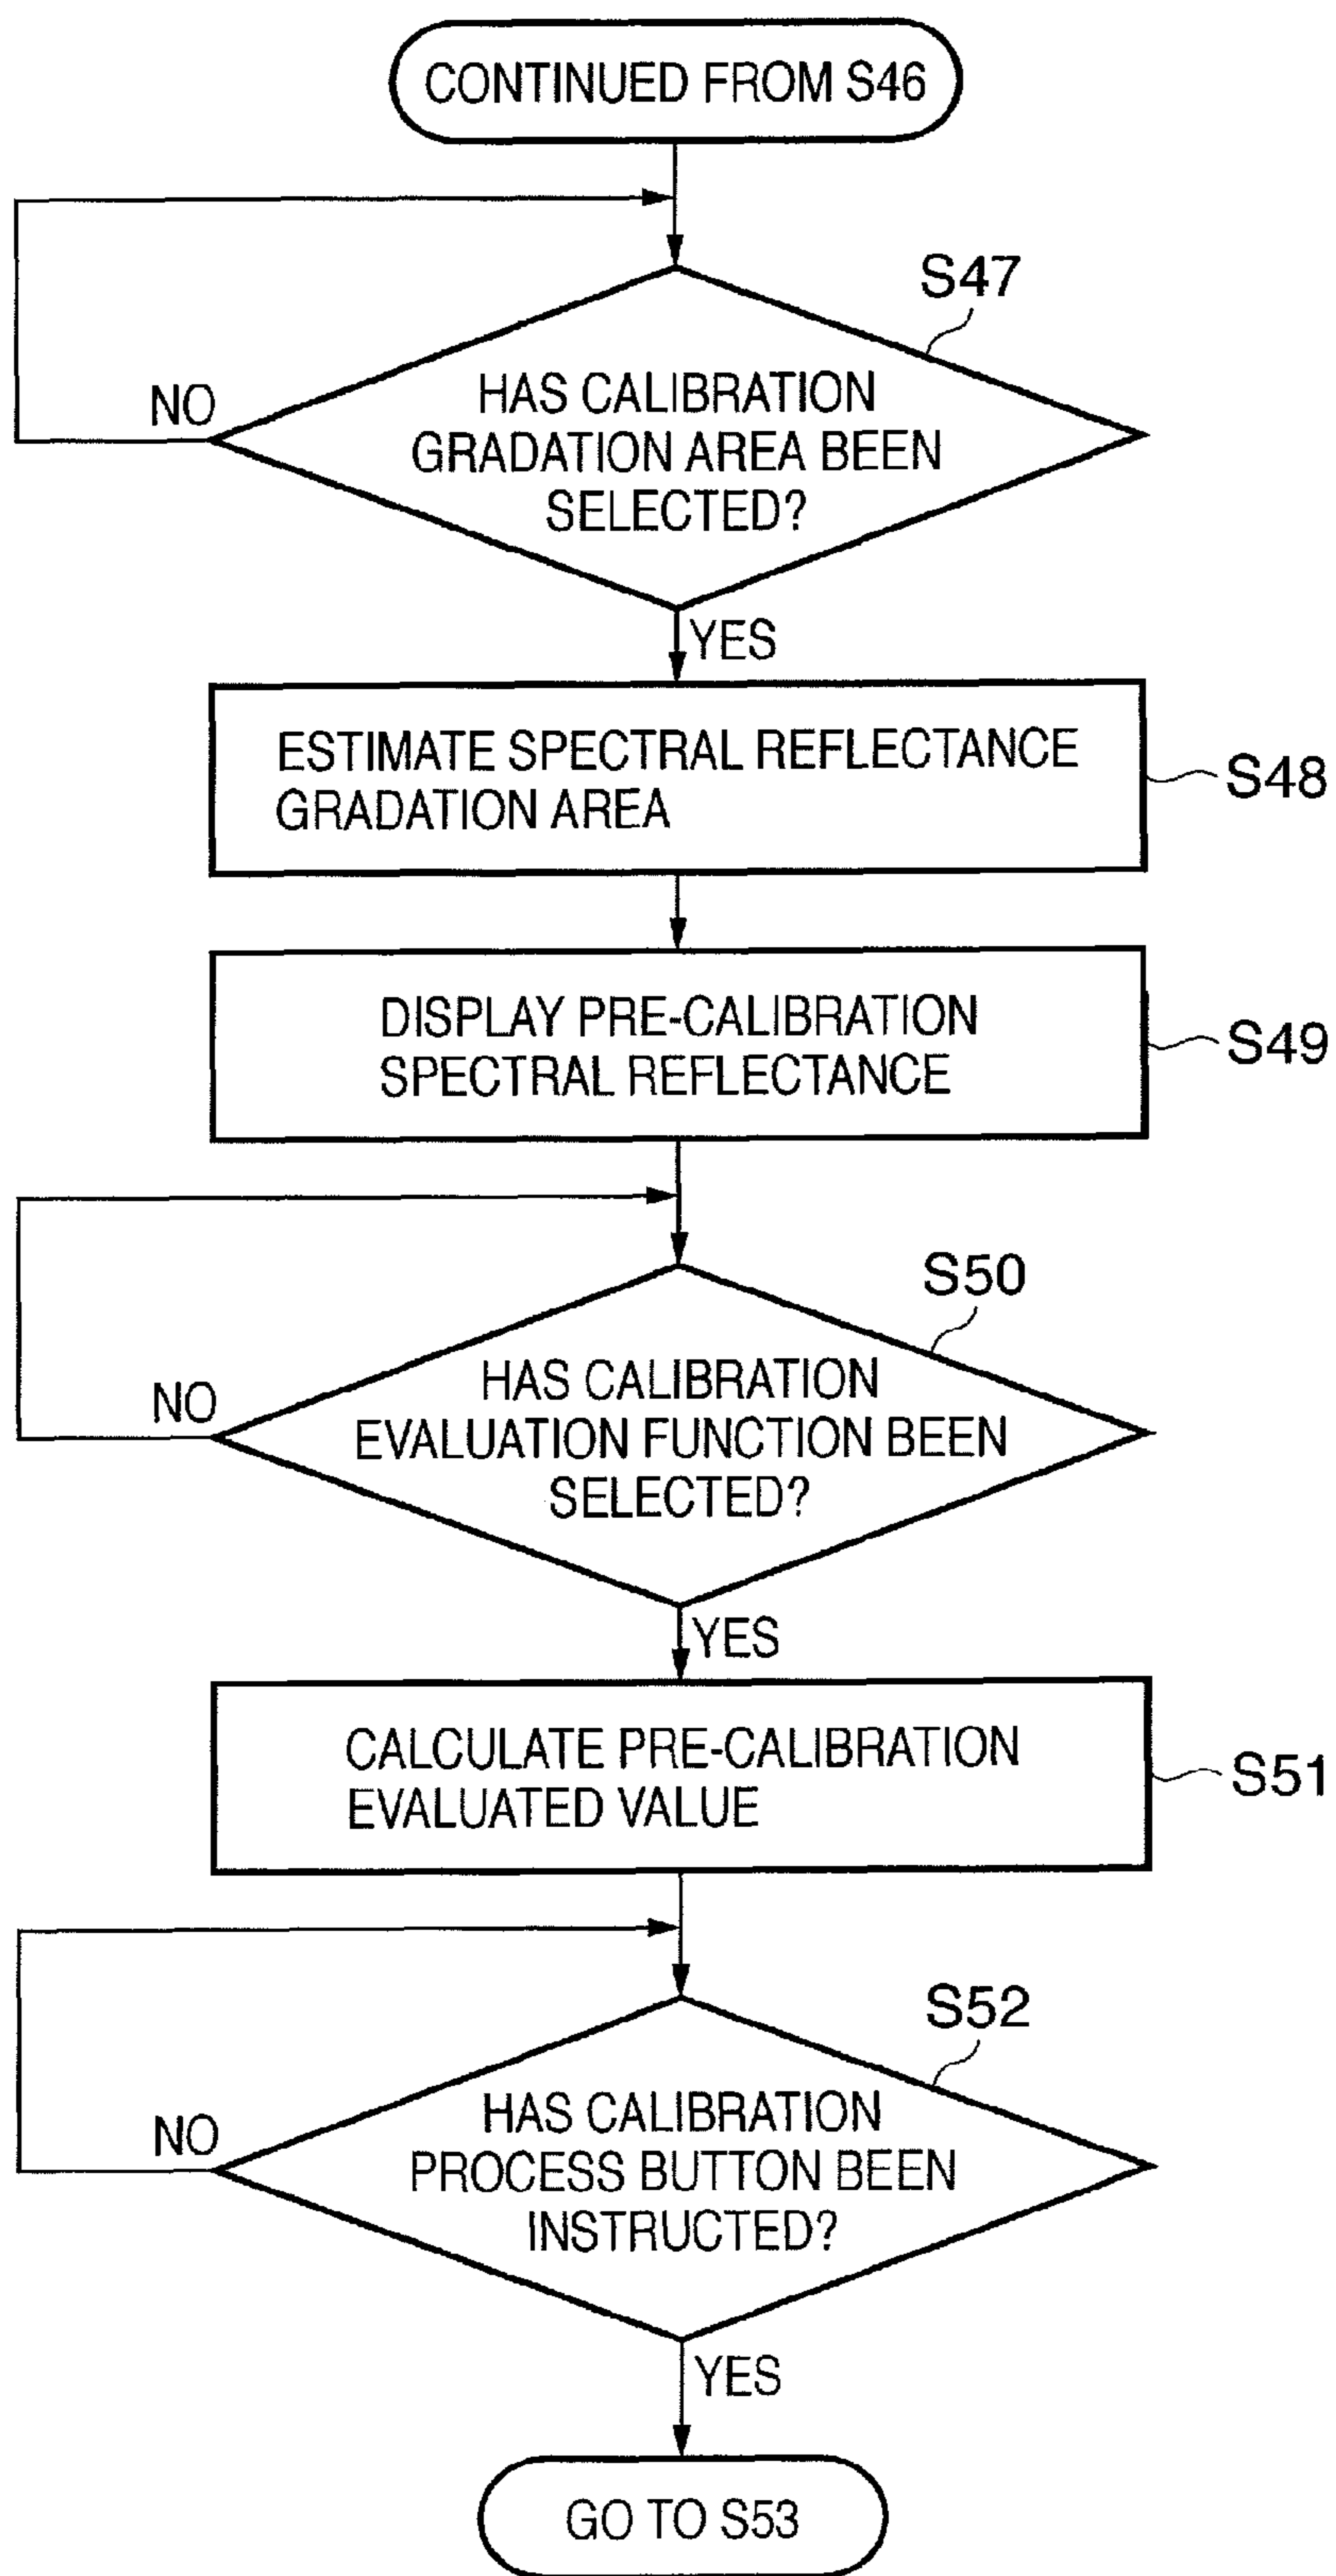 CONTINUED FROM S46
S47
NO
HAS CALIBRATION
GRADATION AREA BEEN
SELECTED?
YES
ESTIMATE SPECTRAL REFLECTANCE
GRADATION AREA
S48
DISPLAY PRE-CALIBRATION
SPECTRAL REFLECTANCE
S49
S50
NO
HAS CALIBRATION
EVALUATION FUNCTION BEEN
SELECTED?
YES
CALCULATE PRE-CALIBRATION
EVALUATED VALUE
S51
S52
NO
HAS CALIBRATION
PROCESS BUTTON BEEN
INSTRUCTED?
YES
GO TO S53